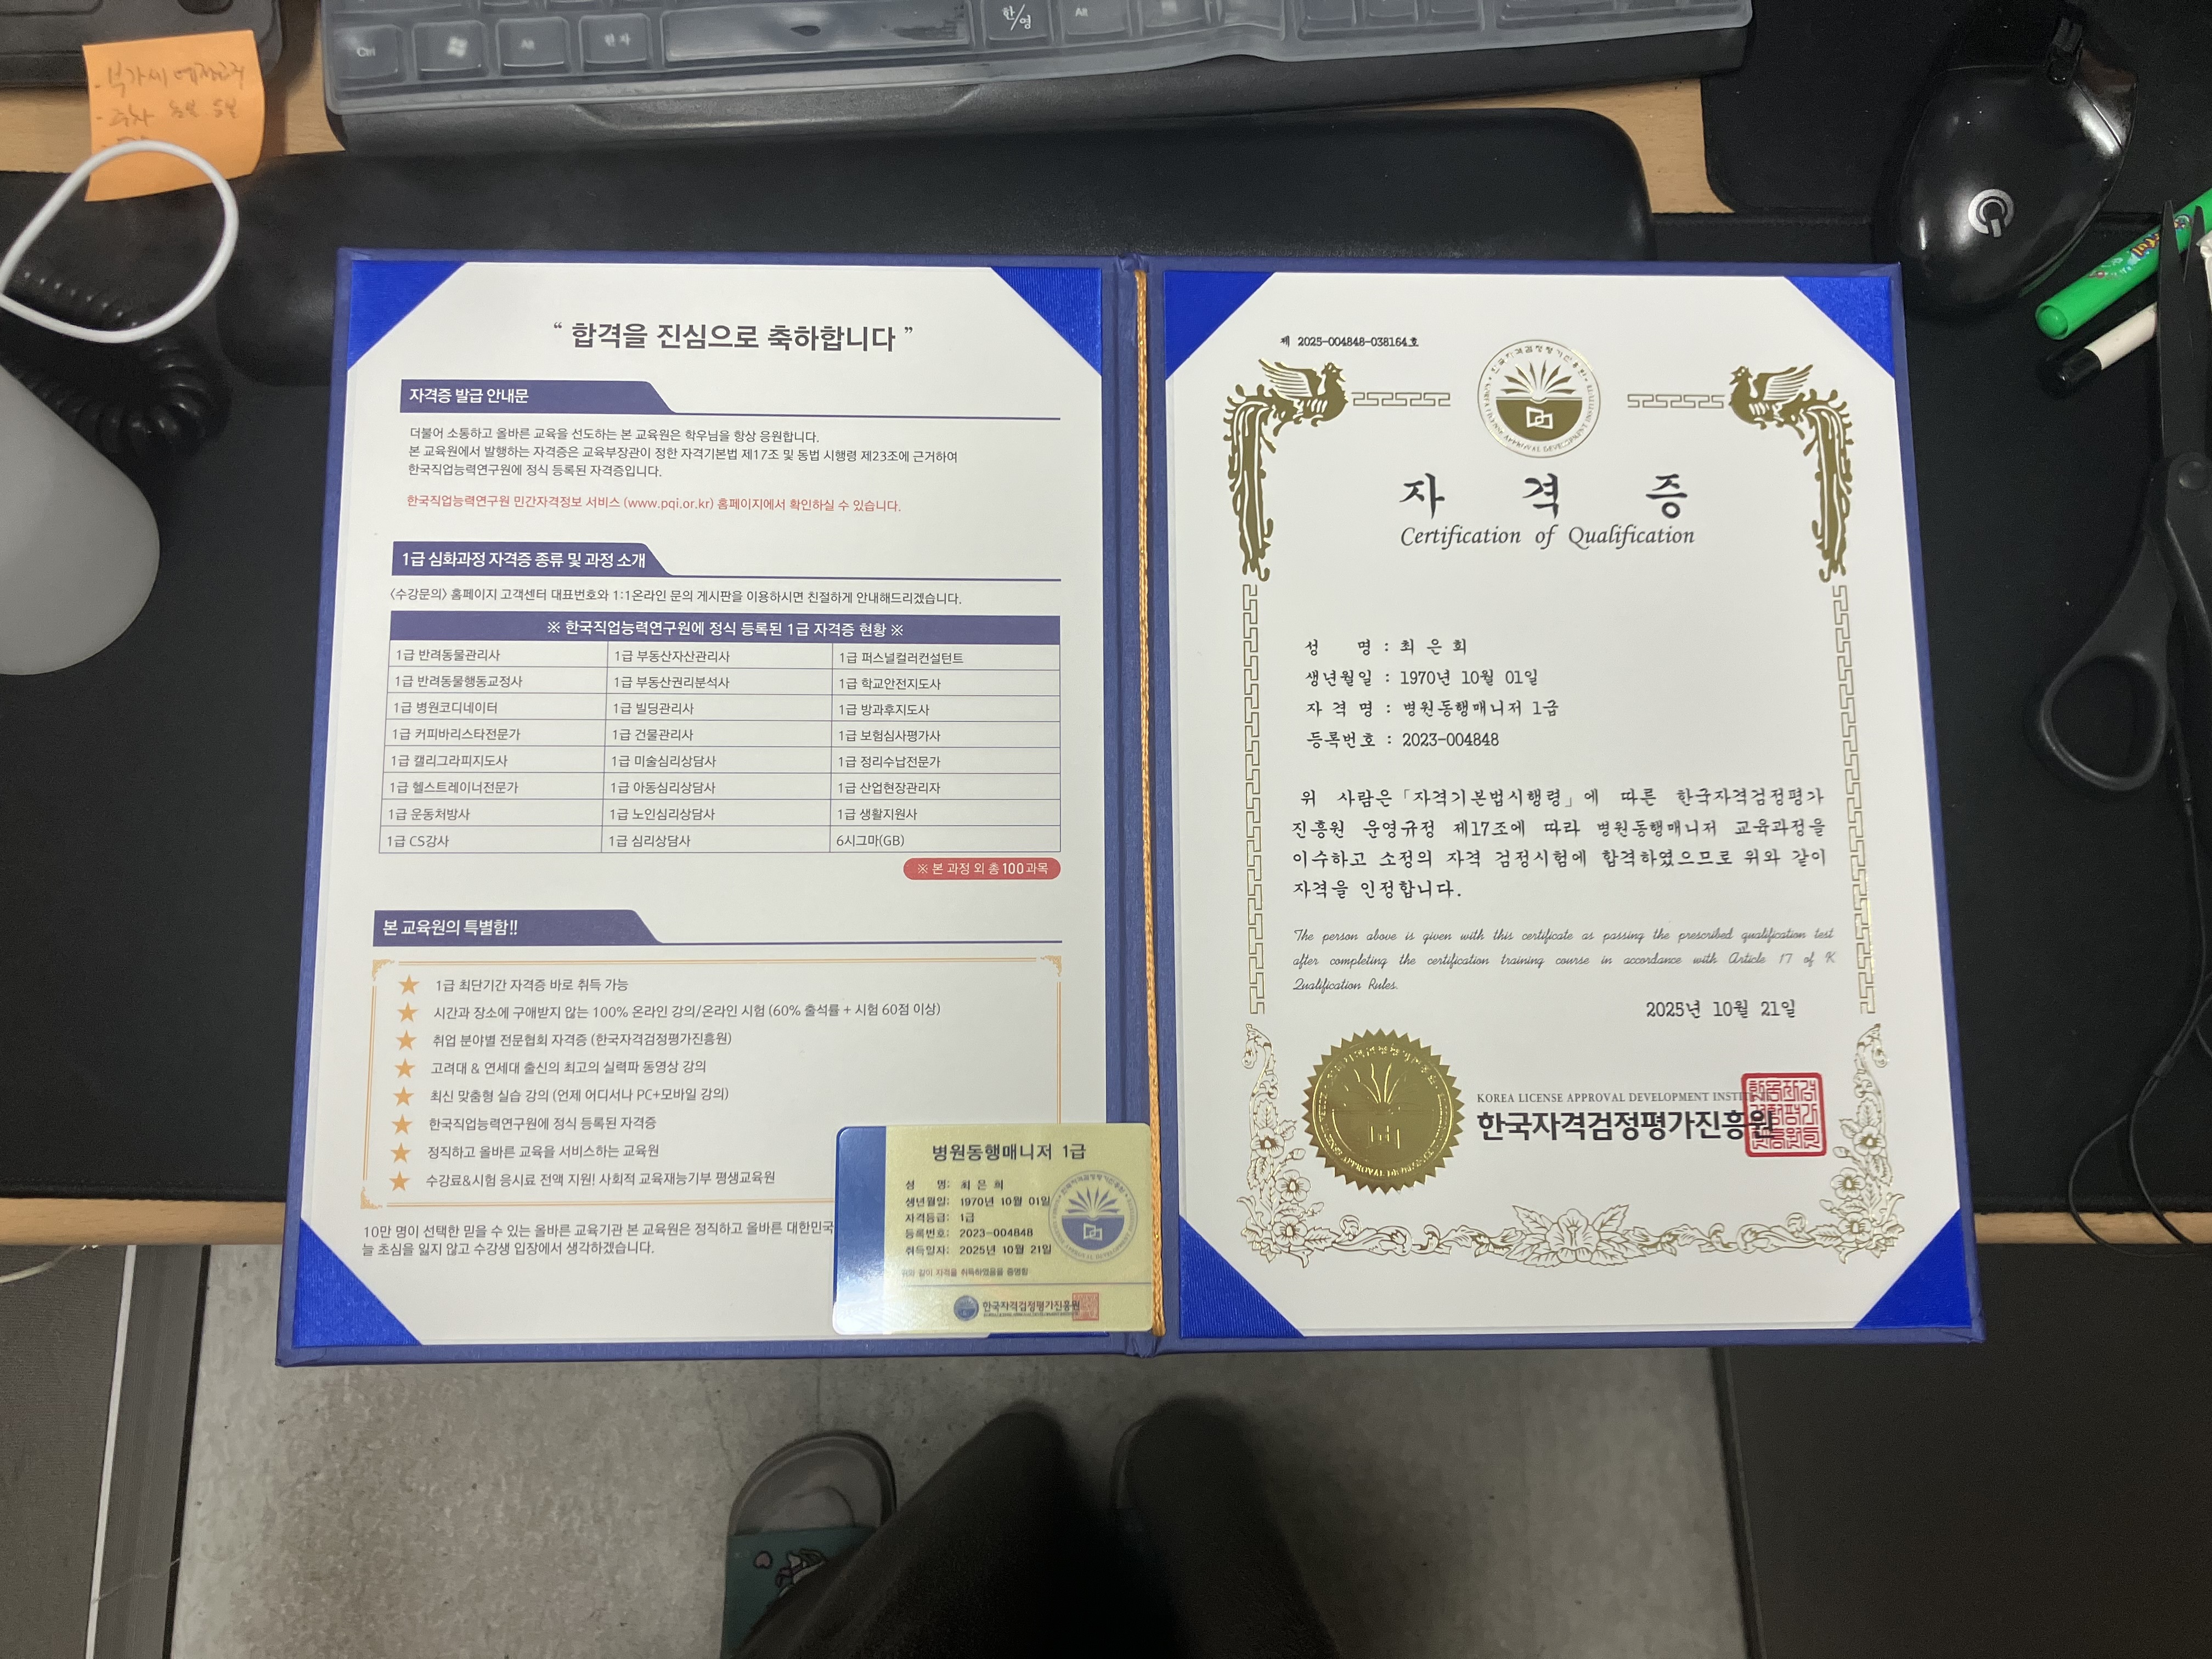 Ctrl
Alt
한자
한/영
Alt
“ 합격을 진심으로 축하합니다 ”
자격증 발급 안내문
더불어 소통하고 올바른 교육을 선도하는 본 교육원은 학우님을 항상 응원합니다.
본 교육원에서 발행하는 자격증은 교육부장관이 정한 자격기본법 제17조 및 동법 시행령 제23조에 근거하여
한국직업능력연구원에 정식 등록된 자격증입니다.
한국직업능력연구원 민간자격정보 서비스 (www.pqi.or.kr) 홈페이지에서 확인하실 수 있습니다.
1급 심화과정 자격증 종류 및 과정 소개
<수강문의> 홈페이지 고객센터 대표번호와 1:1온라인 문의 게시판을 이용하시면 친절하게 안내해드리겠습니다.
※ 한국직업능력연구원에 정식 등록된 1급 자격증 현황 ※
1급 반려동물관리사 1급 부동산자산관리사 1급 퍼스널컬러컨설턴트
1급 반려동물행동교정사 1급 부동산권리분석사 1급 학교안전지도사
1급 병원코디네이터 1급 빌딩관리사 1급 방과후지도사
1급 커피바리스타전문가 1급 건물관리사 1급 보험심사평가사
1급 캘리그라피지도사 1급 미술심리상담사 1급 정리수납전문가
1급 헬스트레이너전문가 1급 아동심리상담사 1급 산업현장관리자
1급 운동처방사 1급 노인심리상담사 1급 생활지원사
1급 CS강사 1급 심리상담사 6시그마(GB)
※ 본 과정 외 총 100과목
본 교육원의 특별함!!
1급 최단기간 자격증 바로 취득 가능
시간과 장소에 구애받지 않는 100% 온라인 강의/온라인 시험 (60% 출석률 + 시험 60점 이상)
취업 분야별 전문협회 자격증 (한국자격검정평가진흥원)
고려대 & 연세대 출신의 최고의 실력파 동영상 강의
최신 맞춤형 실습 강의 (언제 어디서나 PC+모바일 강의)
한국직업능력연구원에 정식 등록된 자격증
정직하고 올바른 교육을 서비스하는 교육원
수강료&시험 응시료 전액 지원! 사회적 교육재능기부 평생교육원
10만 명이 선택한 믿을 수 있는 올바른 교육기관 본 교육원은 정직하고 올바른 대한민국
늘 초심을 잃지 않고 수강생 입장에서 생각하겠습니다.
병원동행매니저 1급
성 명: 최 은 희
생년월일: 1970년 10월 01일
자격등급: 1급
등록번호: 2023-004848
취득일자: 2025년 10월 21일
위와 같이 자격을 취득하였음을 증명함
한국자격검정평가진흥원
제 2025-004848-038164호
자 격 증
Certification of Qualification
성 명 : 최 은 희
생년월일 : 1970년 10월 01일
자 격 명 : 병원동행매니저 1급
등록번호 : 2023-004848
위 사람은「자격기본법시행령」에 따른 한국자격검정평가
진흥원 운영규정 제17조에 따라 병원동행매니저 교육과정을
이수하고 소정의 자격 검정시험에 합격하였으므로 위와 같이
자격을 인정합니다.
The person above is given with this certificate as passing the prescribed qualification test
after completing the certification training course in accordance with Article 17 of K
Qualification Rules.
2025년 10월 21일
KOREA LICENSE APPROVAL DEVELOPMENT
한국자격검정평가진흥원